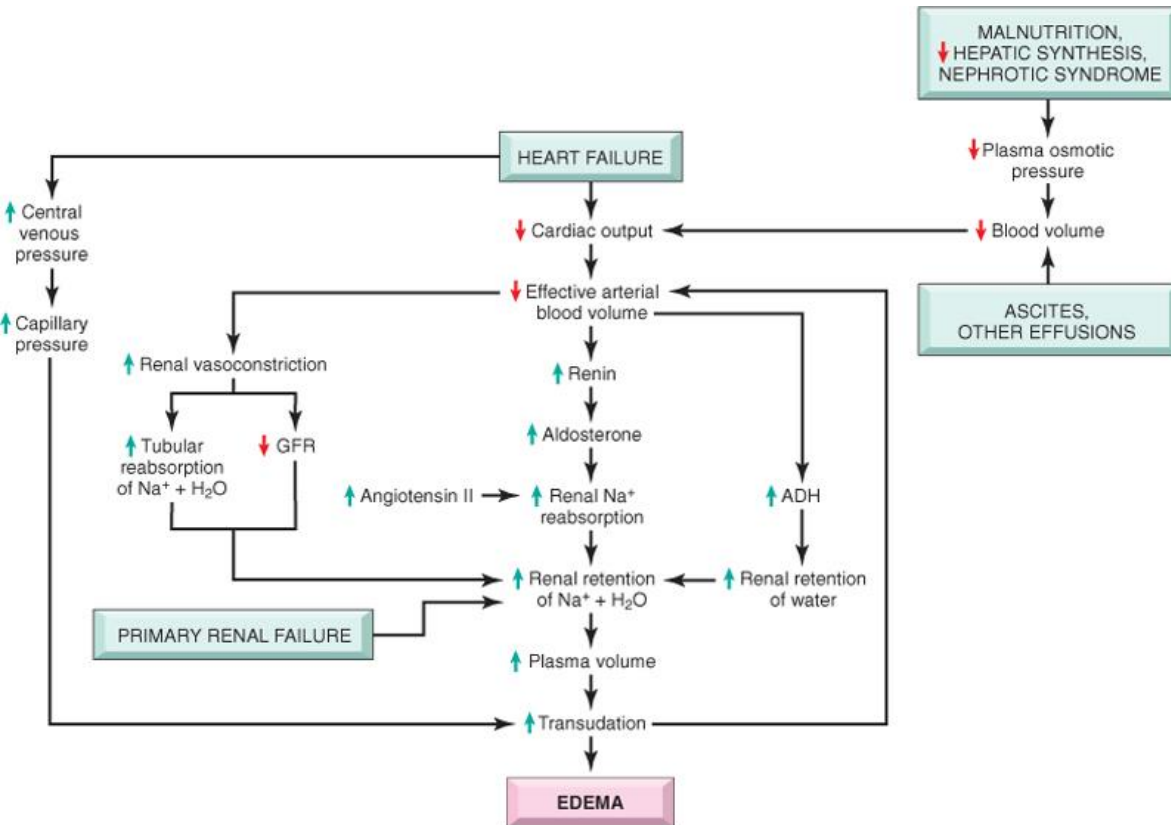 MALNUTRITION,
HEPATIC SYNTHESIS,
NEPHROTIC SYNDROME
Plasma osmotic
pressure
Blood volume
ASCITES,
OTHER EFFUSIONS
HEART FAILURE
Cardiac output
Effective arterial
blood volume
Central
venous
pressure
Capillary
pressure
Renal vasoconstriction
Tubular
reabsorption
of Na⁺ + H₂O
GFR
Renin
Aldosterone
Angiotensin II
Renal Na⁺
reabsorption
ADH
Renal retention
of Na⁺ + H₂O
Renal retention
of water
PRIMARY RENAL FAILURE
Plasma volume
Transudation
EDEMA